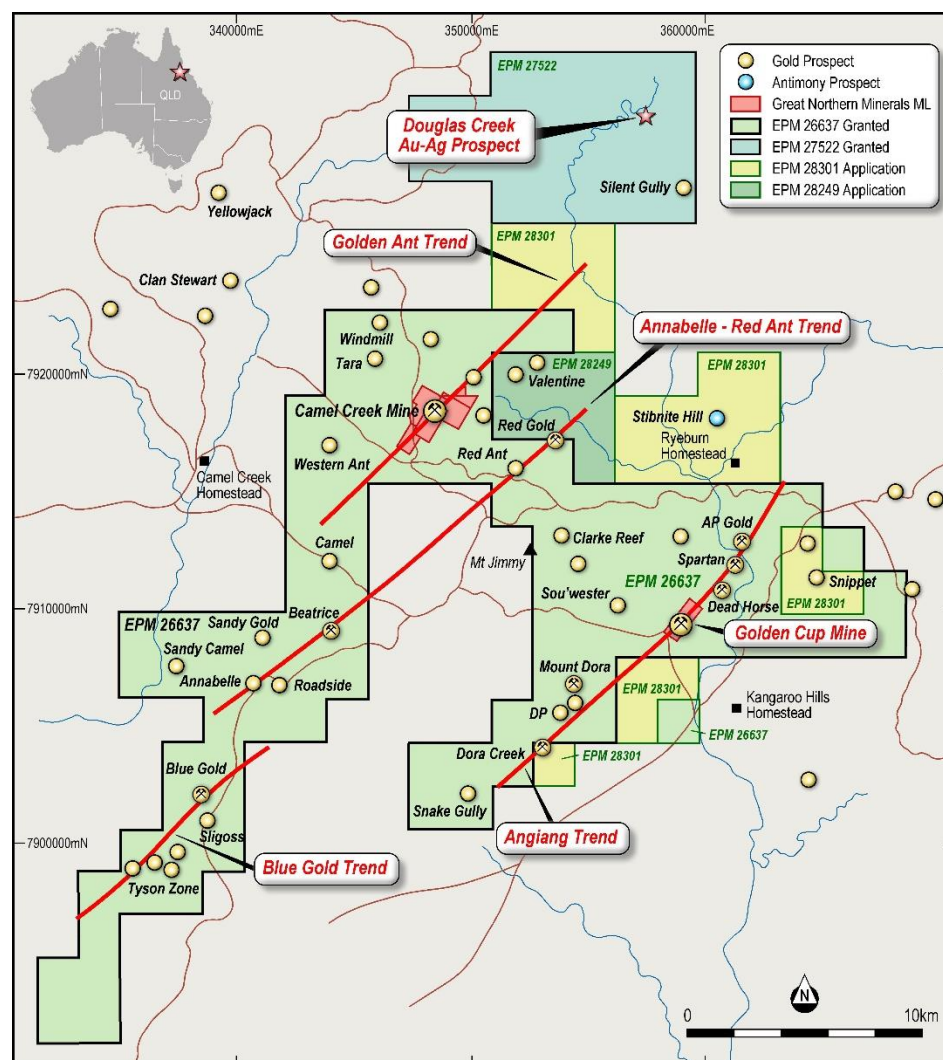 340000mE
350000mE
360000mE
QLD
EPM 27522
Gold Prospect
Antimony Prospect
Great Northern Minerals ML
EPM 26637 Granted
EPM 27522 Granted
EPM 28301 Application
EPM 28249 Application
Douglas Creek
Au-Ag Prospect
Silent Gully
Yellowjack
EPM 28301
Golden Ant Trend
Clan Stewart
Annabelle - Red Ant Trend
Windmill
Tara
7920000mN
EPM 28249
Valentine
EPM 28301
Camel Creek Mine
Red Gold
Stibnite Hill
Ryeburn
Homestead
Western Ant
Red Ant
Camel Creek
Homestead
AP Gold
Clarke Reef
Camel
Mt Jimmy
Spartan
EPM 26637
Snippet
Sou'wester
Dead Horse
EPM 28301
7910000mN
Beatrice
EPM 26637
Sandy Gold
Golden Cup Mine
Sandy Camel
Mount Dora
Annabelle
Roadside
EPM 28301
DP
Kangaroo Hills
Homestead
EPM 26637
Dora Creek
EPM 28301
Blue Gold
Snake Gully
Sligoss
Angiang Trend
7900000mN
Blue Gold Trend
Tyson Zone
N
0
10km